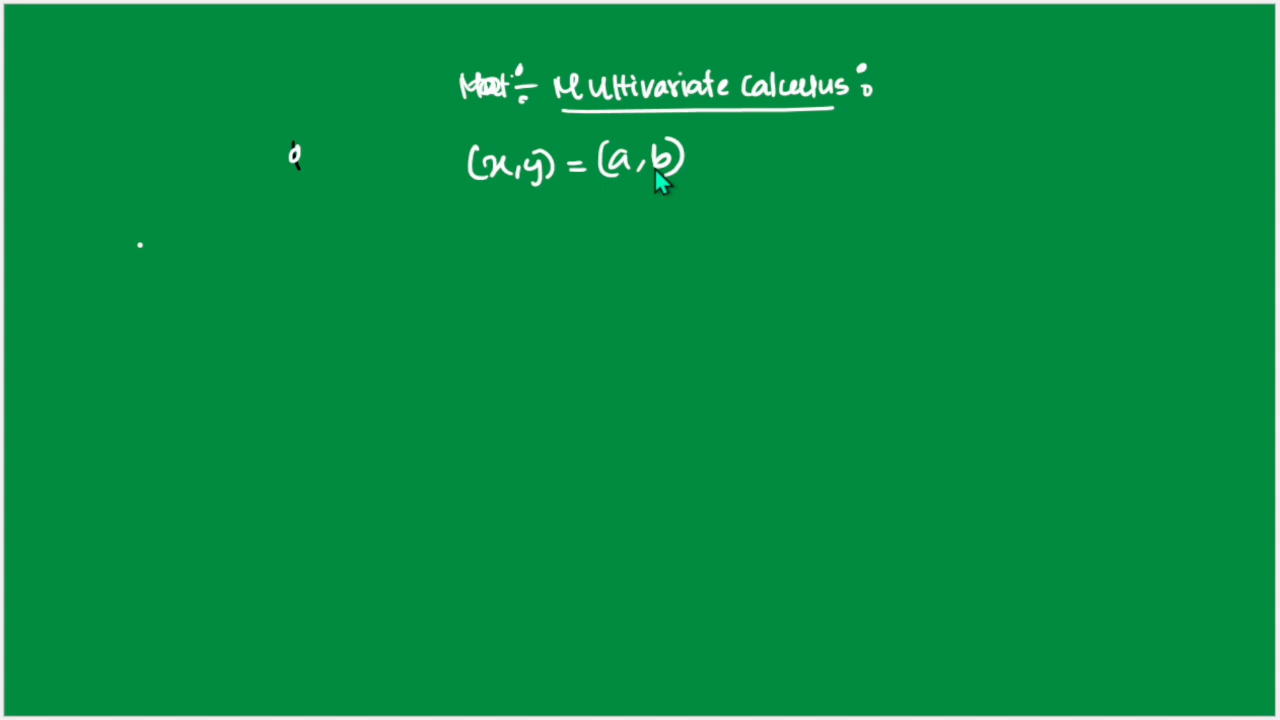 :- Multivariate Calculus :
(x,y) = (a,b)